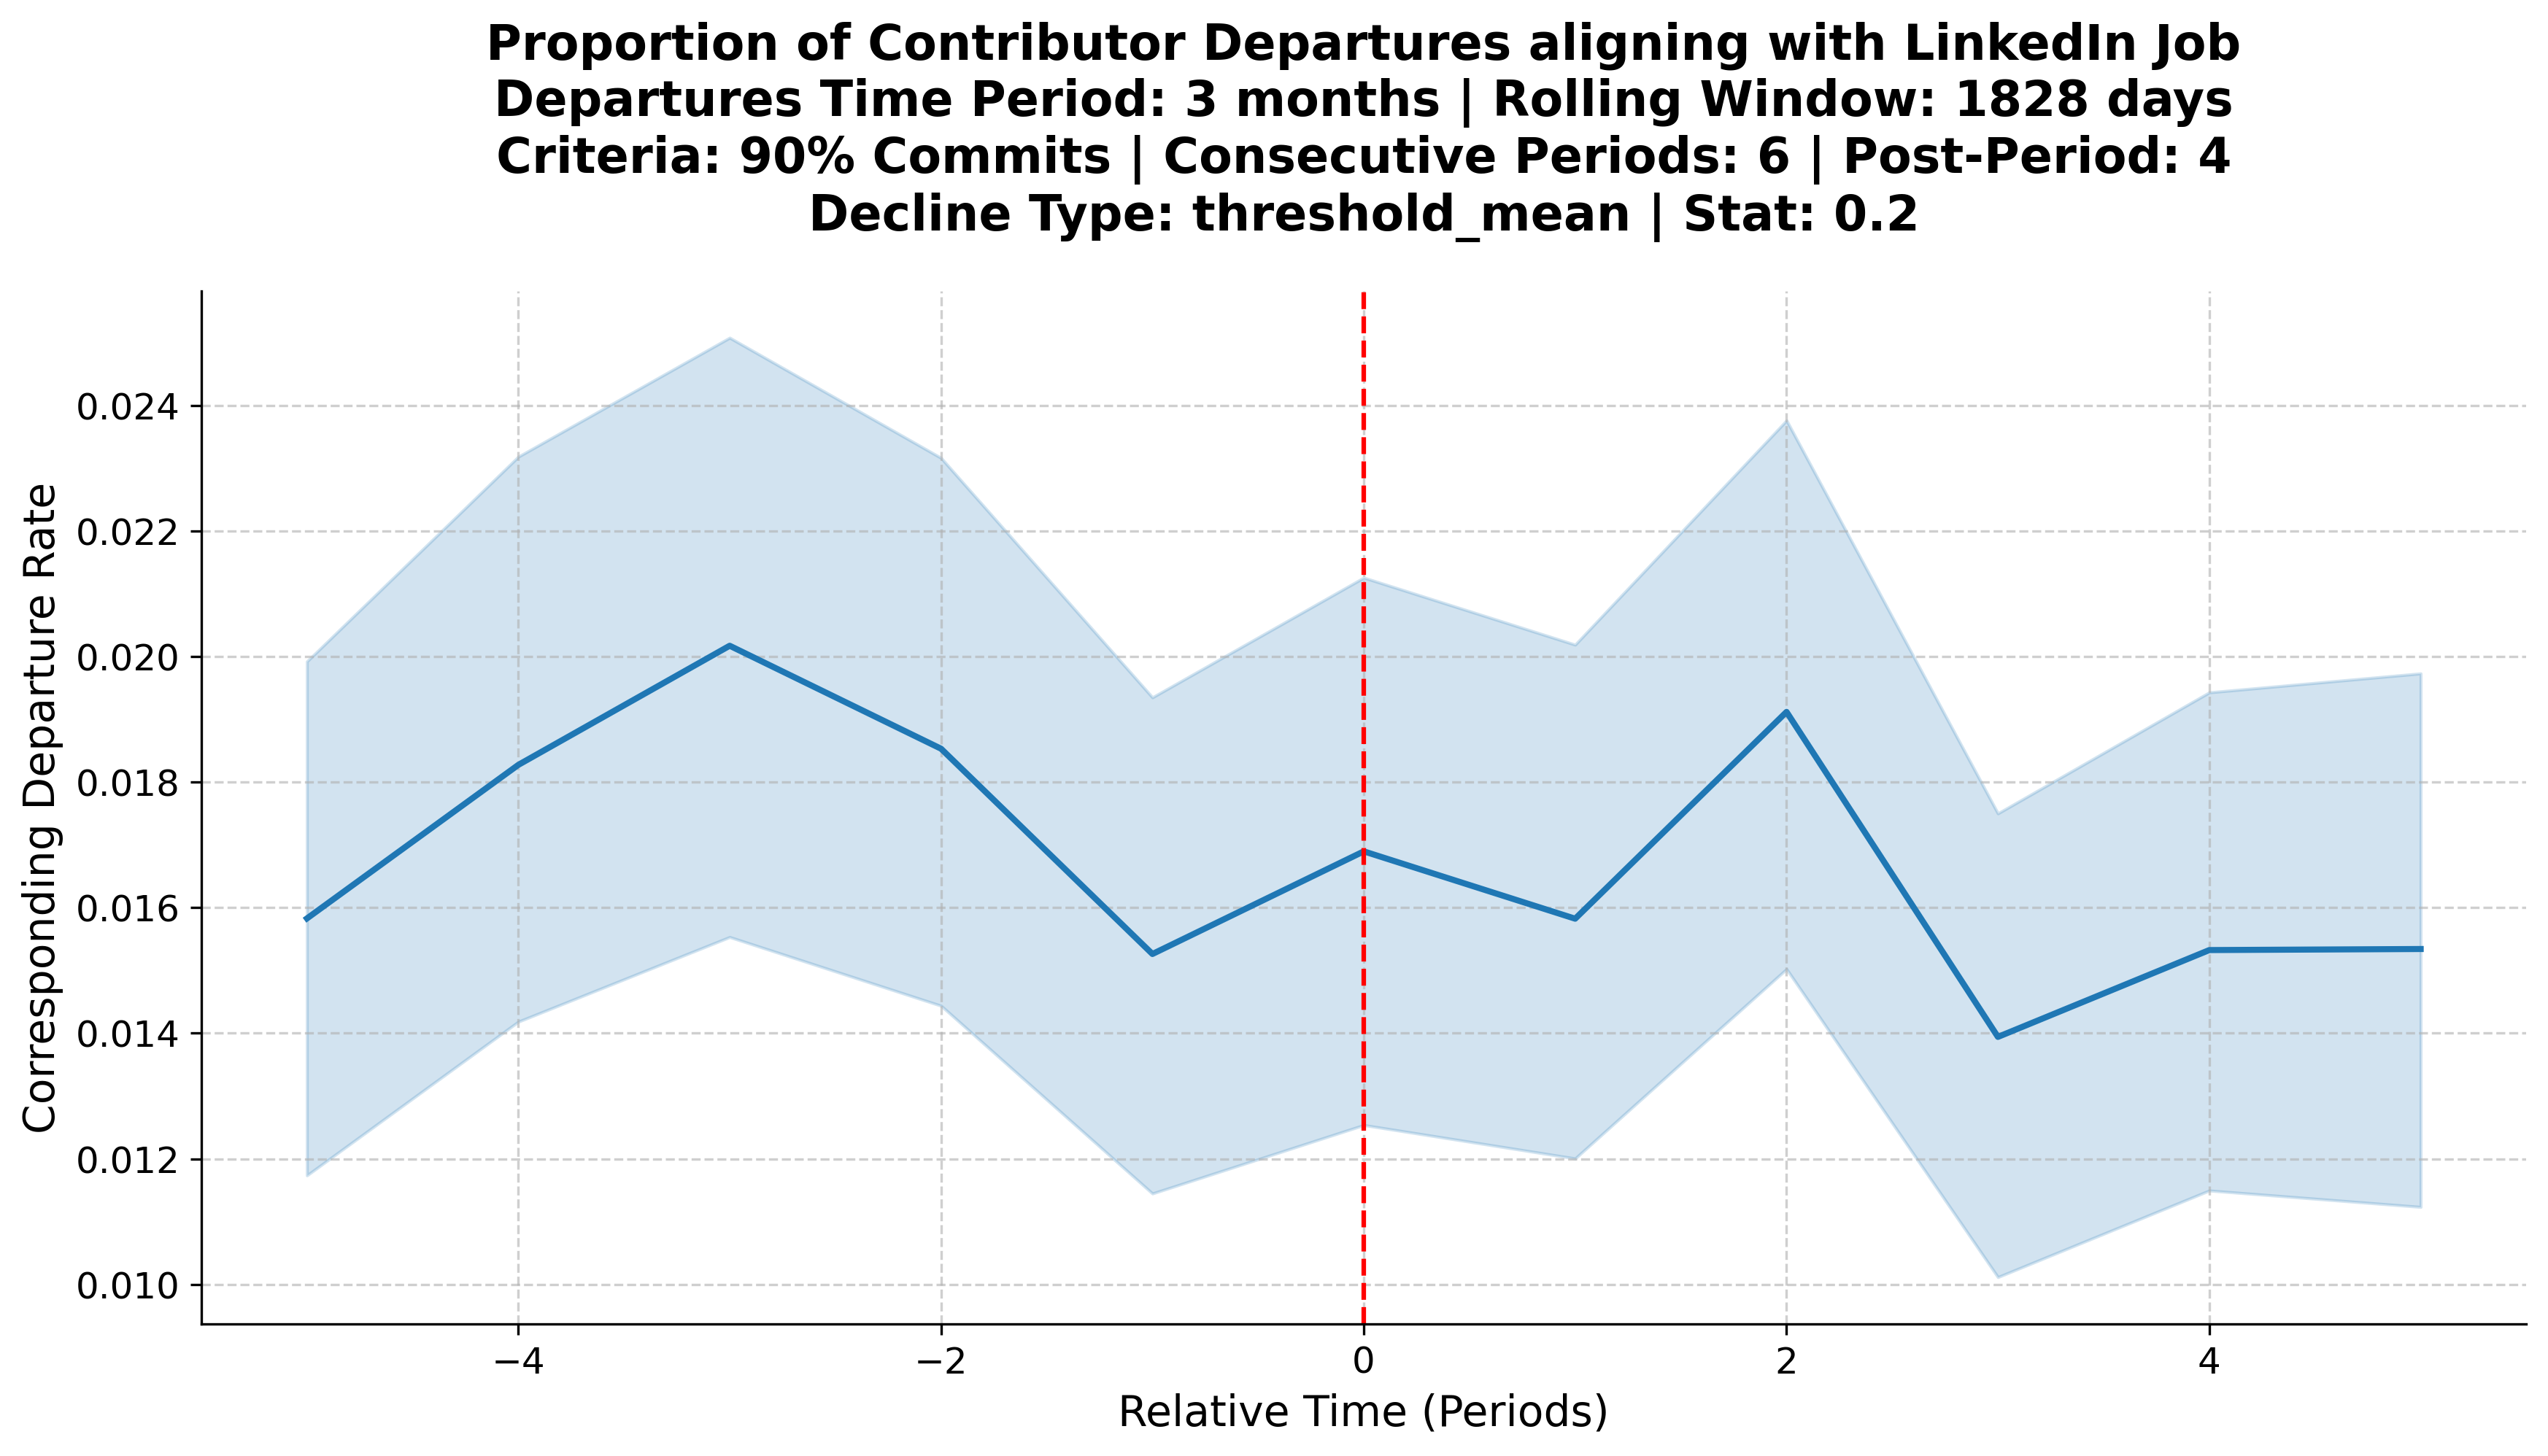 Proportion of Contributor Departures aligning with LinkedIn Job
Departures Time Period: 3 months | Rolling Window: 1828 days
Criteria: 90% Commits | Consecutive Periods: 6 | Post-Period: 4
Decline Type: threshold_mean | Stat: 0.2
Corresponding Departure Rate
0.024
0.022
0.020
0.018
0.016
0.014
0.012
0.010
−4 −2 0 2 4
Relative Time (Periods)